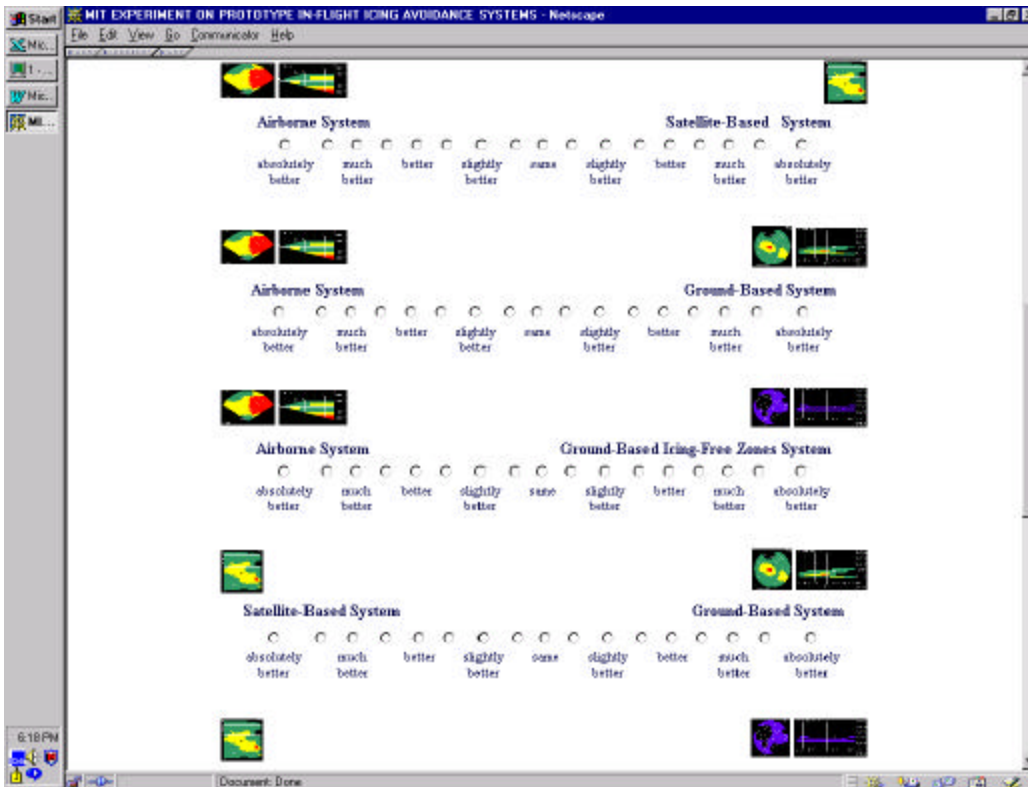 Start
MIT EXPERIMENT ON PROTOTYPE IN-FLIGHT ICING AVOIDANCE SYSTEMS - Netscape
File Edit View Go Communicator Help
Mic...
1 - ...
Mic...
MI...
Airborne System Satellite-Based System
absolutely better much better better slightly better same slightly better better much better absolutely better
Airborne System Ground-Based System
absolutely better much better better slightly better same slightly better better much better absolutely better
Airborne System Ground-Based Icing-Free Zones System
absolutely better much better better slightly better same slightly better better much better absolutely better
Satellite-Based System Ground-Based System
absolutely better much better better slightly better same slightly better better much better absolutely better
6:18 PM
Document: Done